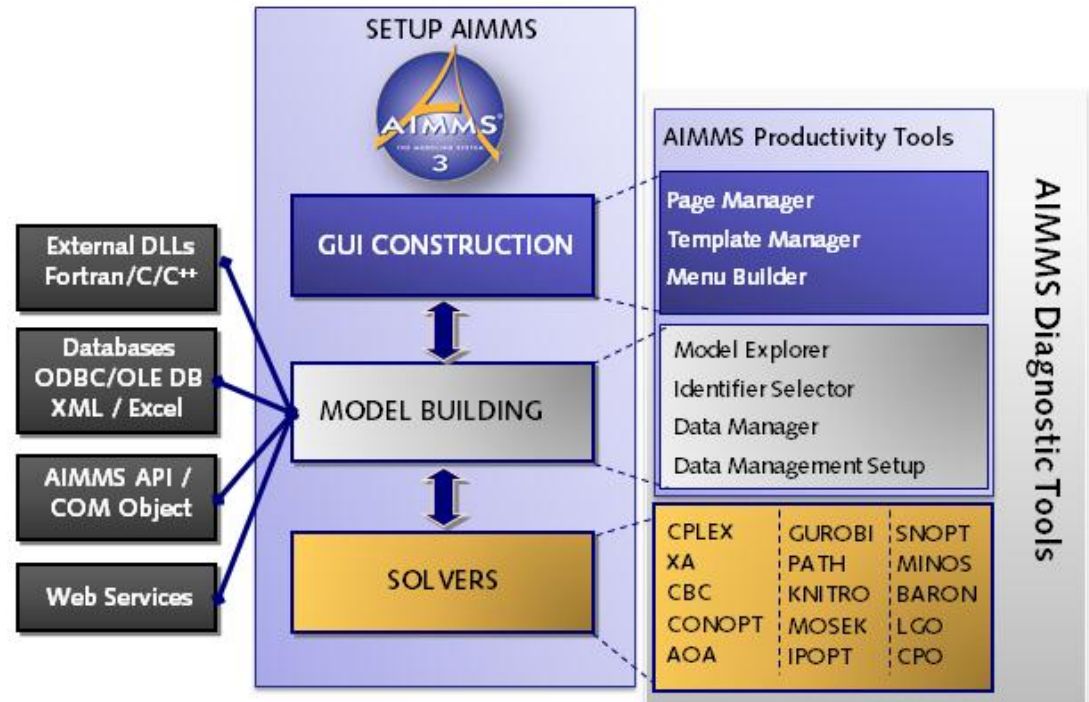 SETUP AIMMS
AIMMS®
THE MODELING SYSTEM
3
GUI CONSTRUCTION
MODEL BUILDING
SOLVERS
External DLLs
Fortran/C/C++
Databases
ODBC/OLE DB
XML / Excel
AIMMS API /
COM Object
Web Services
AIMMS Productivity Tools
Page Manager
Template Manager
Menu Builder
Model Explorer
Identifier Selector
Data Manager
Data Management Setup
CPLEX GUROBI SNOPT
XA PATH MINOS
CBC KNITRO BARON
CONOPT MOSEK LGO
AOA IPOPT CPO
AIMMS Diagnostic Tools